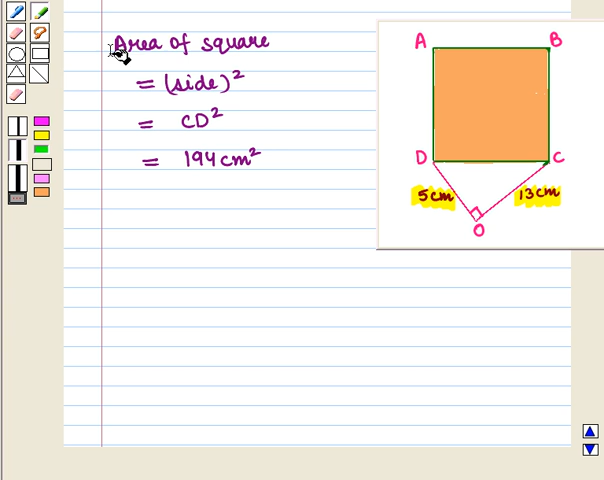 Area of square
= (side)²
= CD²
= 194 cm²
A B
D C
5cm 13cm
O